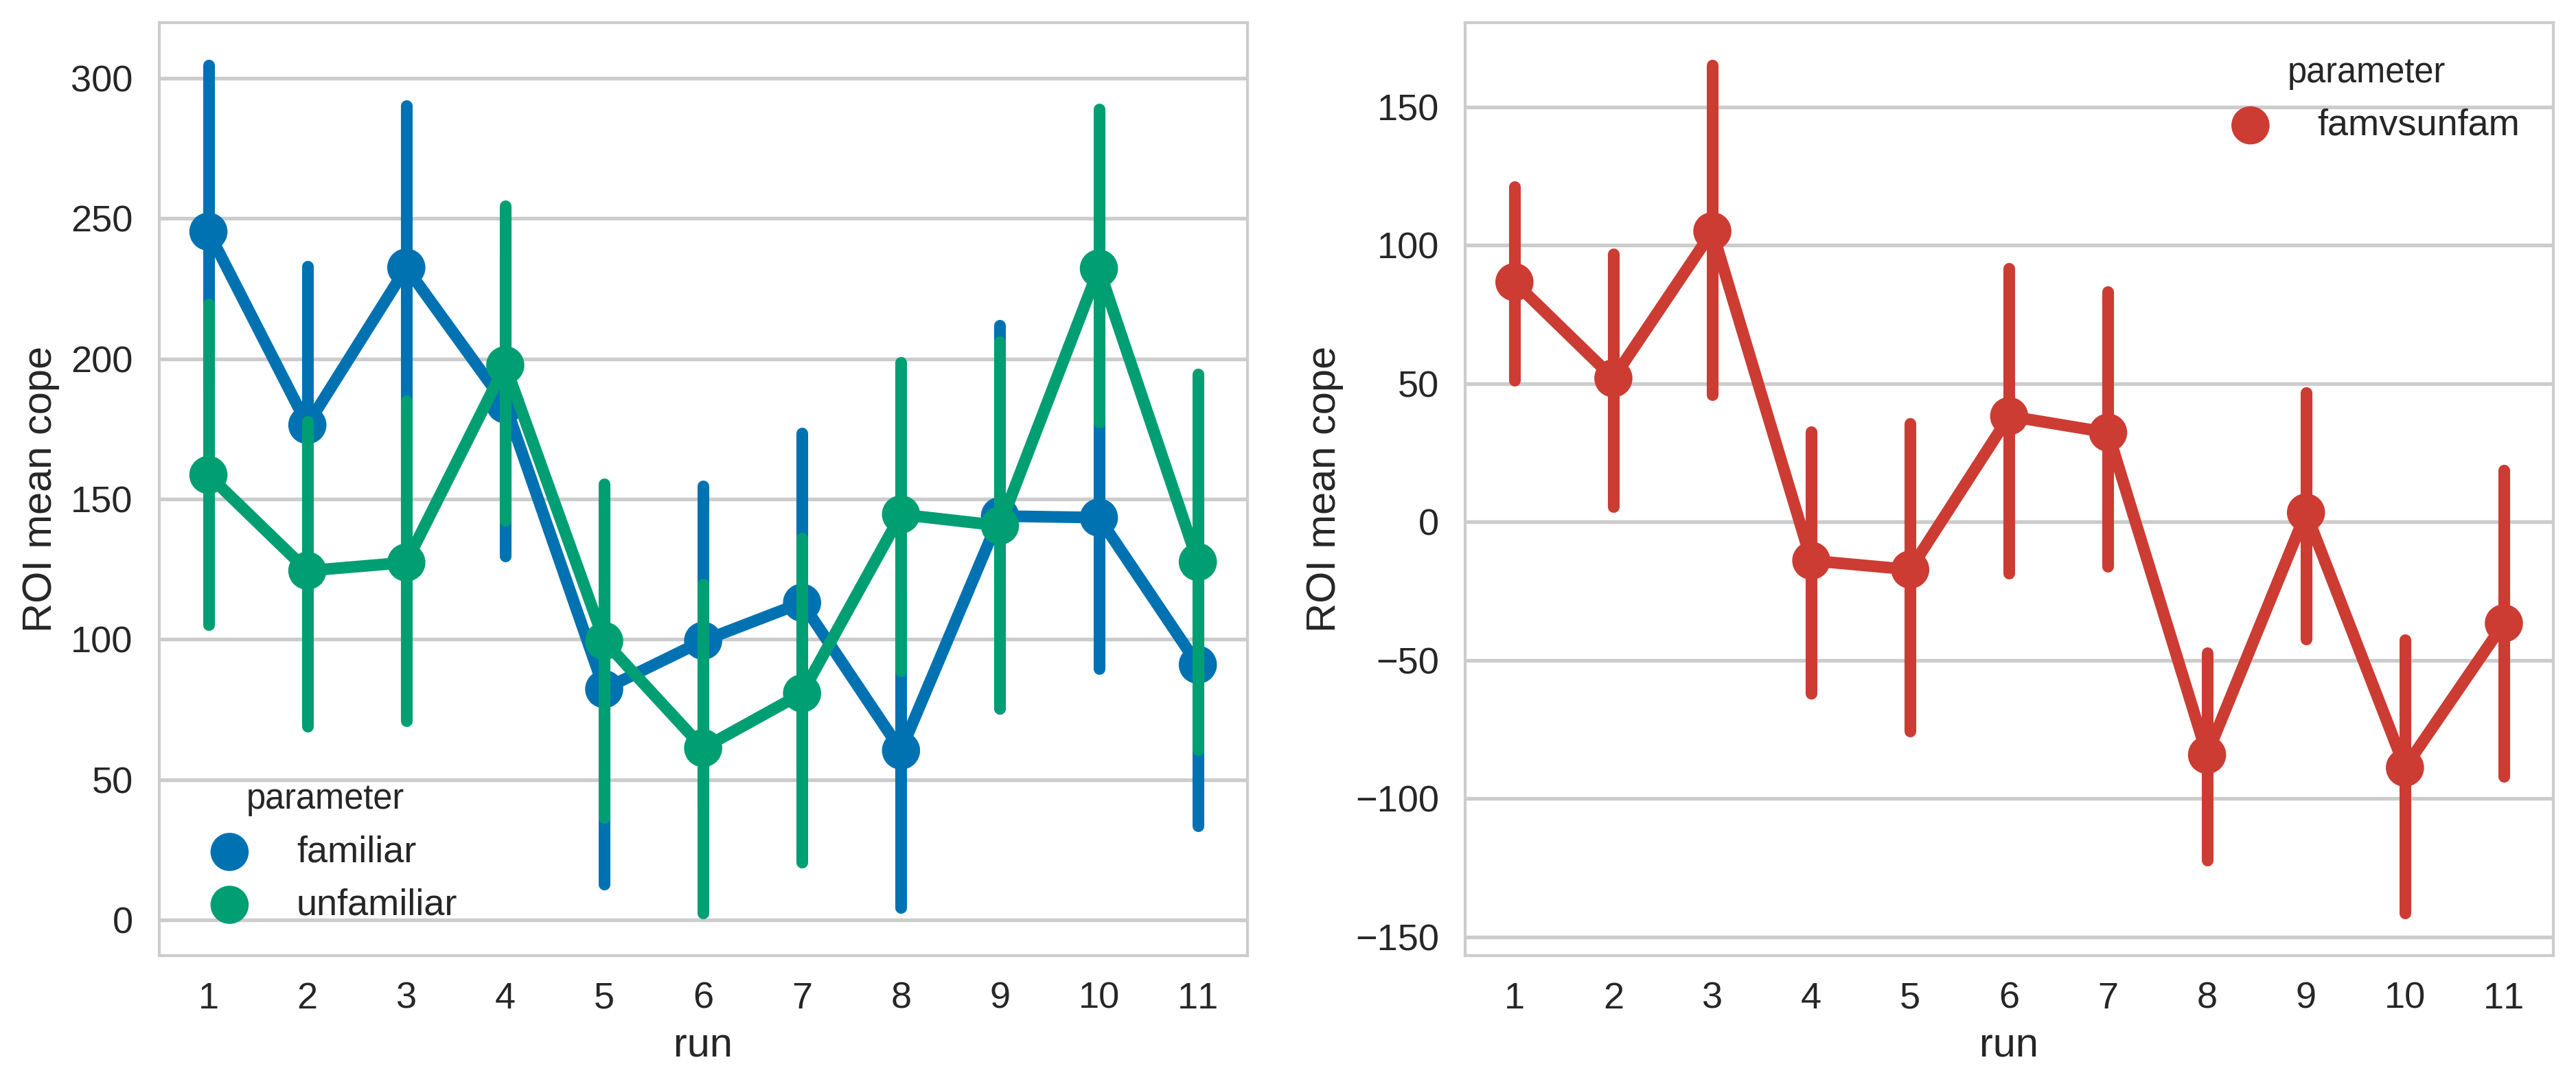 300
250
200
150
100
50
0
ROI mean cope
parameter
familiar
unfamiliar
1 2 3 4 5 6 7 8 9 10 11
run
150
100
50
0
−50
−100
−150
ROI mean cope
parameter
famvsunfam
1 2 3 4 5 6 7 8 9 10 11
run